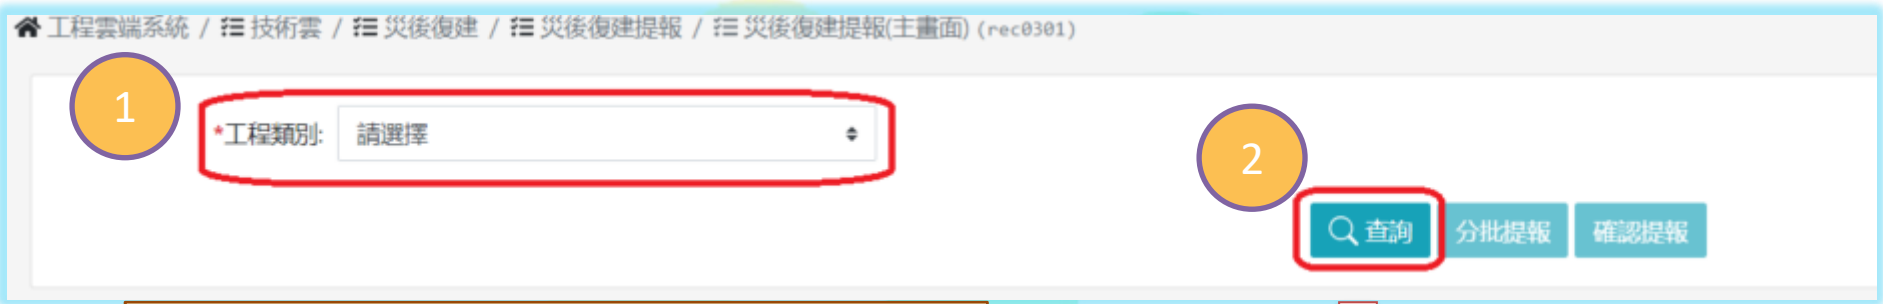 工程雲端系統 / 技術雲 / 災後復建 / 災後復建提報 / 災後復建提報(主畫面) (rec0301)
1
*工程類別: 請選擇
2
查詢 分批提報 確認提報